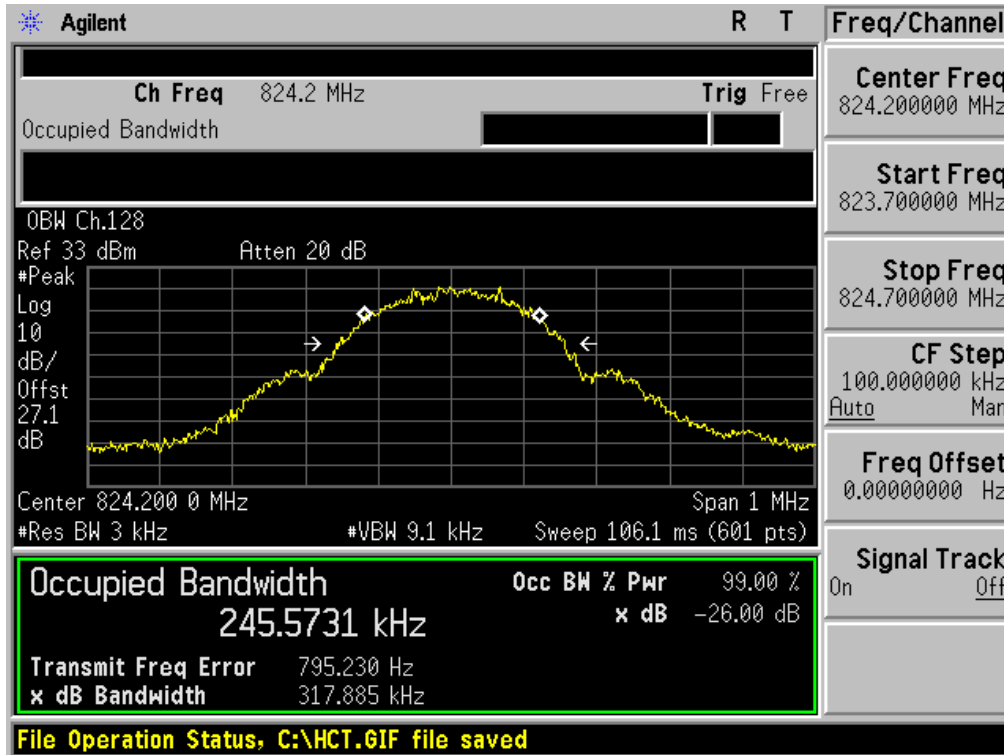 Agilent R T
Ch Freq 824.2 MHz Trig Free
Occupied Bandwidth
OBW Ch.128
Ref 33 dBm Atten 20 dB
#Peak
Log
10
dB/
Offst
27.1
dB
Center 824.200 0 MHz Span 1 MHz
#Res BW 3 kHz #VBW 9.1 kHz Sweep 106.1 ms (601 pts)
Occupied Bandwidth Occ BW % Pwr 99.00 %
245.5731 kHz x dB -26.00 dB
Transmit Freq Error 795.230 Hz
x dB Bandwidth 317.885 kHz
File Operation Status, C:\HCT.GIF file saved
Freq/Channel
Center Freq
824.200000 MHz
Start Freq
823.700000 MHz
Stop Freq
824.700000 MHz
CF Step
100.000000 kHz
Auto Man
Freq Offset
0.00000000 Hz
Signal Track
On Off